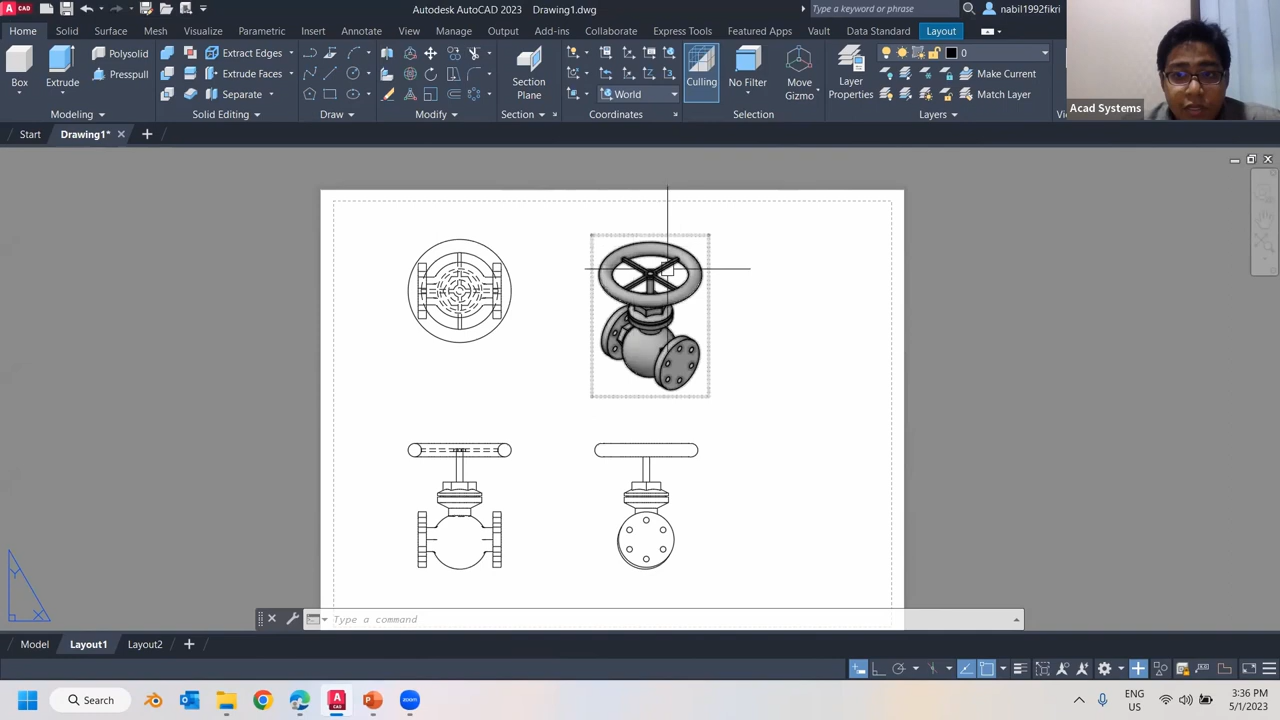 Autodesk AutoCAD 2023 Drawing1.dwg
Type a keyword or phrase
nabil1992fikri
CAD
Home Solid Surface Mesh Visualize Parametric Insert Annotate View Manage Output Add-ins Collaborate Express Tools Featured Apps Vault Data Standard Layout
Polysolid
Presspull
Box
Extrude
Extract Edges
Extrude Faces
Separate
Section
Plane
World
Culling
No Filter
Move
Gizmo
Layer
Properties
0
Make Current
Match Layer
Modeling
Solid Editing
Draw
Modify
Section
Coordinates
Selection
Layers
Acad Systems
Start
Drawing1*
Y
X
Type a command
Model
Layout1
Layout2
Search
ENG
US
3:36 PM
5/1/2023